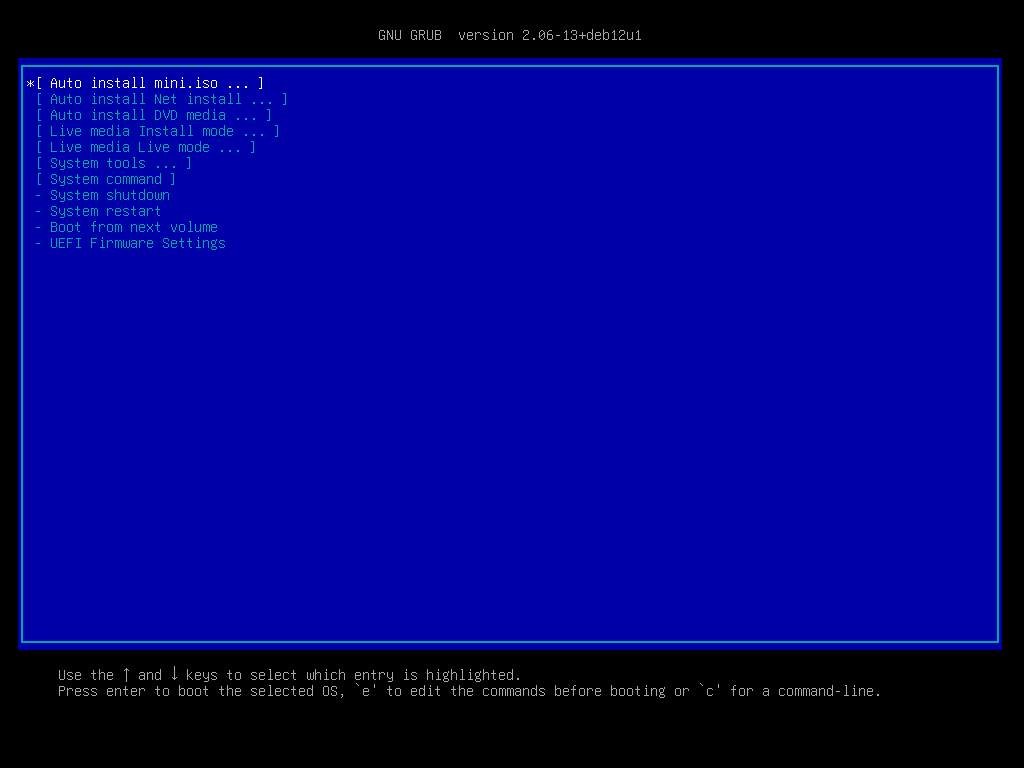 GNU GRUB  version 2.06-13+deb12u1
*[ Auto install mini.iso ... ]
[ Auto install Net install ... ]
[ Auto install DVD media ... ]
[ Live media Install mode ... ]
[ Live media Live mode ... ]
[ System tools ... ]
[ System command ]
- System shutdown
- System restart
- Boot from next volume
- UEFI Firmware Settings
Use the ↑ and ↓ keys to select which entry is highlighted.
Press enter to boot the selected OS, `e' to edit the commands before booting or `c' for a command-line.